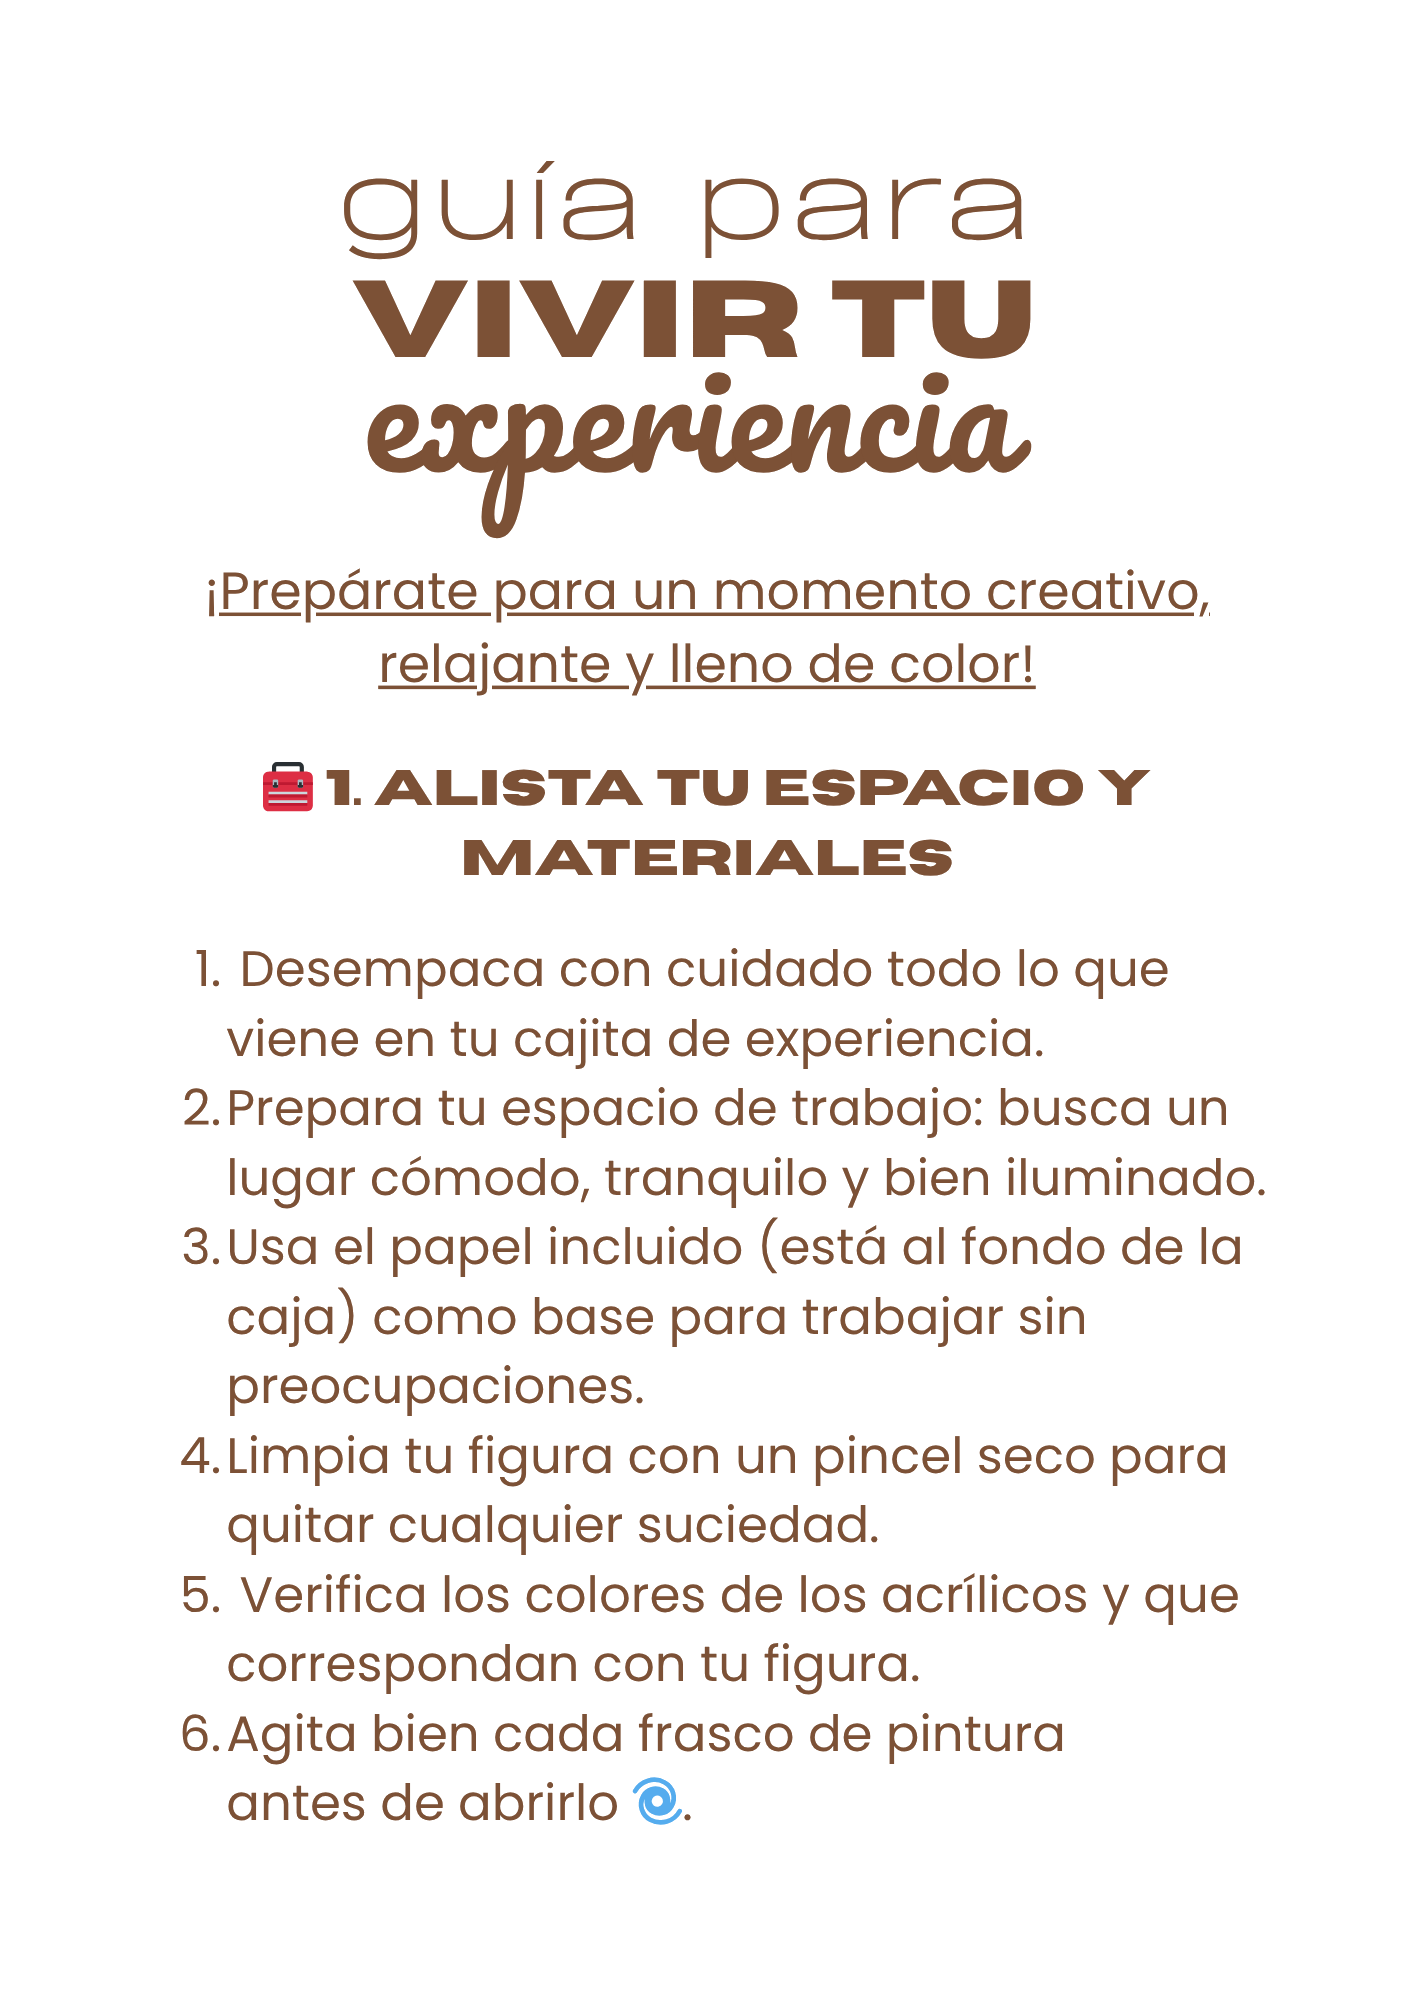 guía para
VIVIR TU
experiencia
¡Prepárate para un momento creativo,
relajante y lleno de color!
🧰 1. ALISTA TU ESPACIO Y
MATERIALES
1. Desempaca con cuidado todo lo que
viene en tu cajita de experiencia.
2. Prepara tu espacio de trabajo: busca un
lugar cómodo, tranquilo y bien iluminado.
3. Usa el papel incluido (está al fondo de la
caja) como base para trabajar sin
preocupaciones.
4. Limpia tu figura con un pincel seco para
quitar cualquier suciedad.
5. Verifica los colores de los acrílicos y que
correspondan con tu figura.
6. Agita bien cada frasco de pintura
antes de abrirlo 🌀.